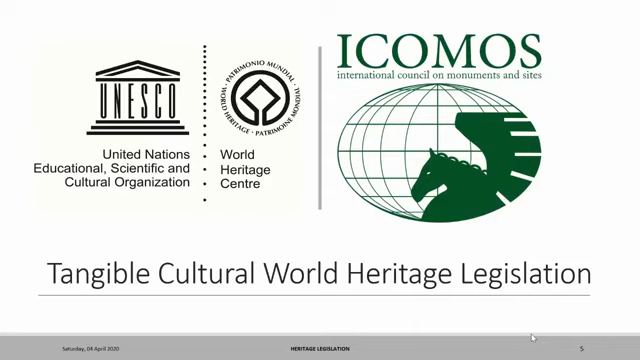 UNESCO
United Nations
Educational, Scientific and
Cultural Organization
PATRIMONIO MUNDIAL
WORLD HERITAGE • PATRIMOINE MONDIAL
World
Heritage
Centre
ICOMOS
international council on monuments and sites
Tangible Cultural World Heritage Legislation
Saturday, 04 April 2020
HERITAGE LEGISLATION
5